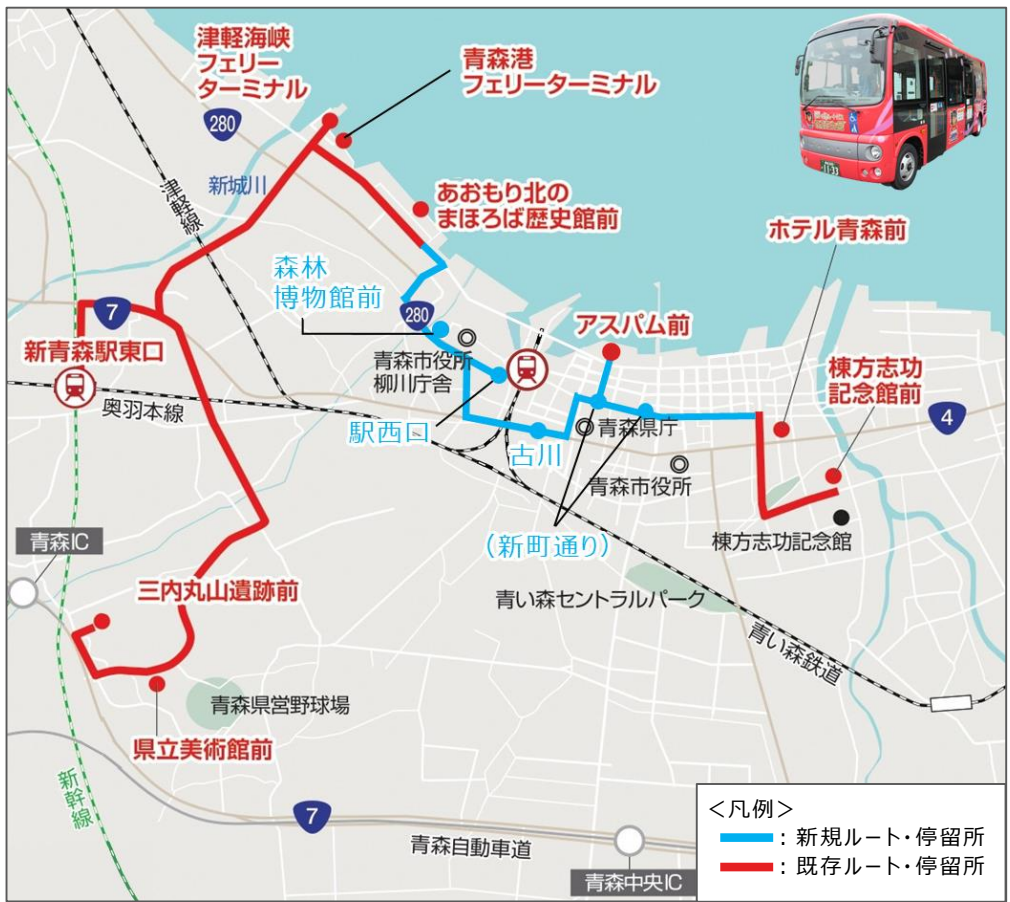 津軽海峡
フェリー
ターミナル
青森港
フェリーターミナル
280
新城川
津軽線
あおもり北の
まほろば歴史館前
ホテル青森前
森林
博物館前
7
280
新青森駅東口
アスパム前
青森市役所
柳川庁舎
棟方志功
記念館前
奥羽本線
4
駅西口
古川
青森県庁
青森市役所
(新町通り)
棟方志功記念館
青森IC
三内丸山遺跡前
青い森セントラルパーク
青い森鉄道
青森県営野球場
県立美術館前
新幹線
7
青森自動車道
青森中央IC
<凡例>
:新規ルート・停留所
:既存ルート・停留所